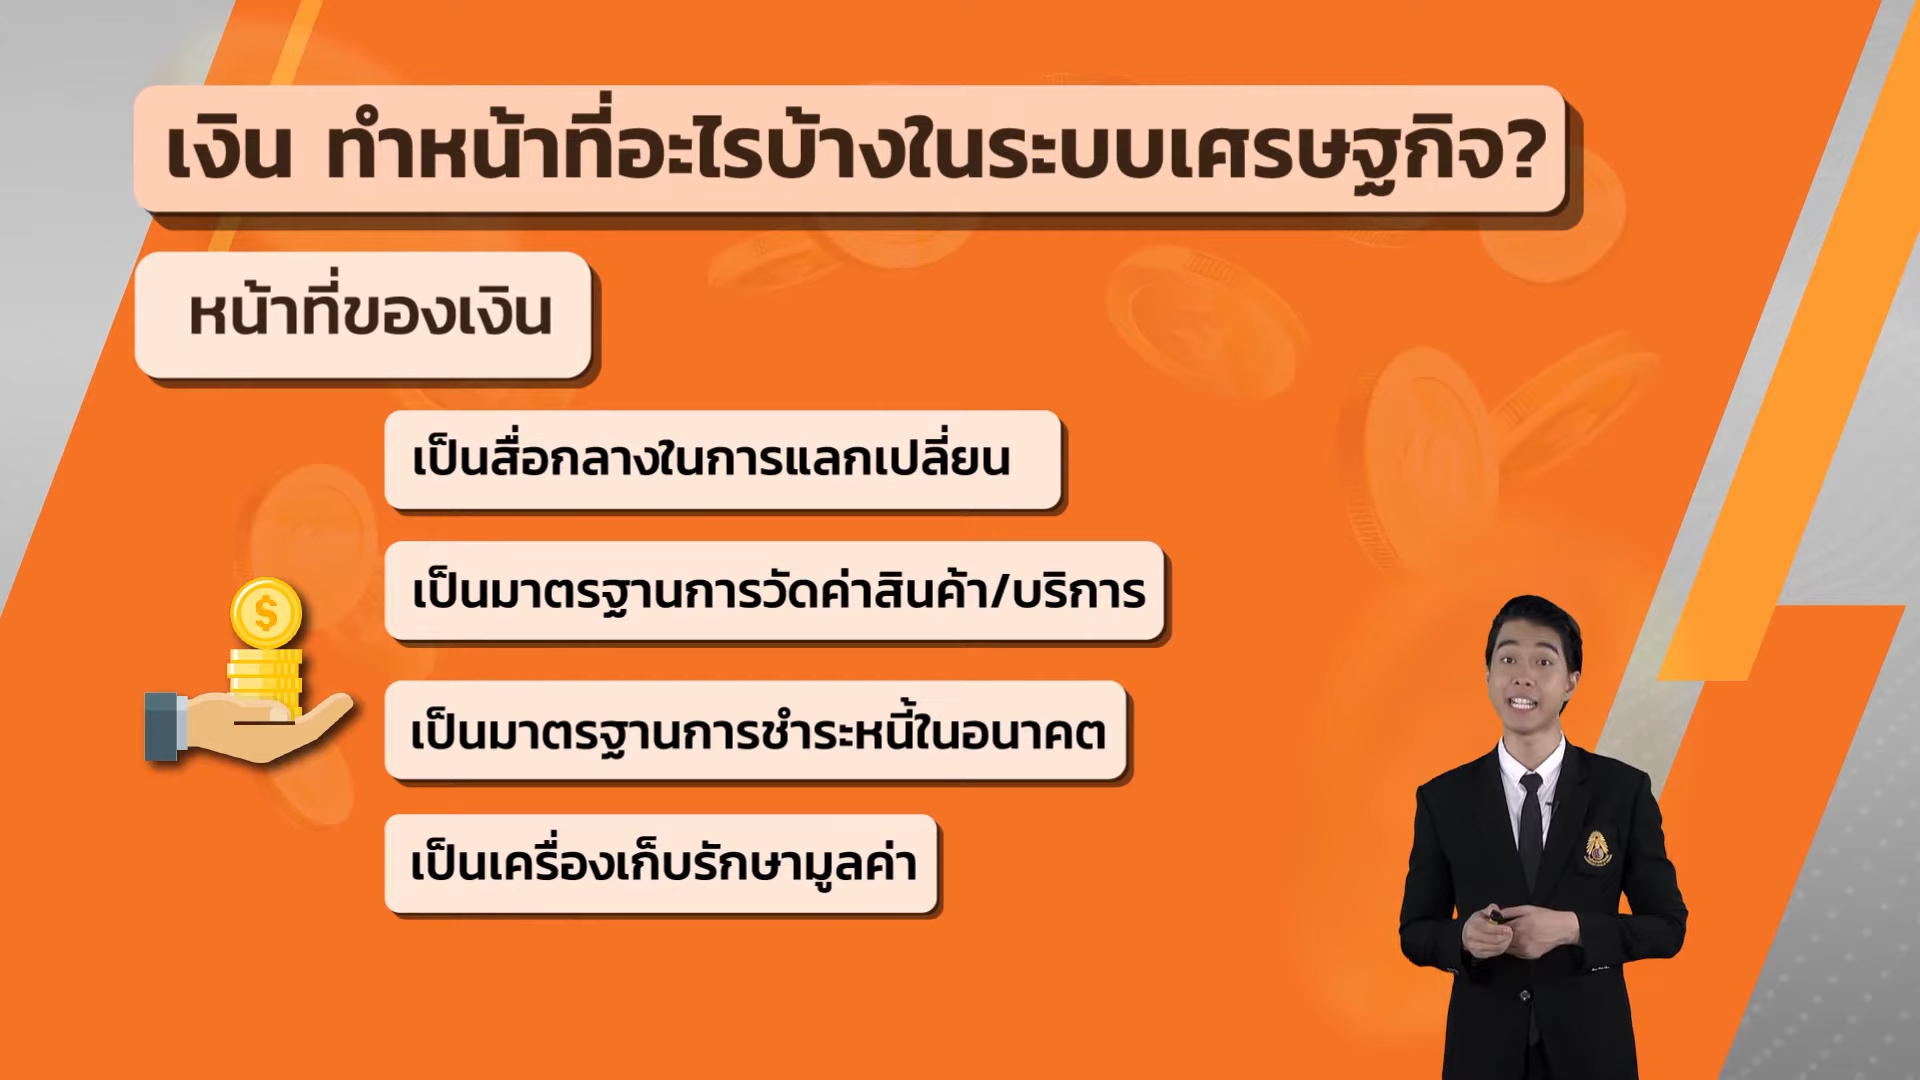 เงิน ทำหน้าที่อะไรบ้างในระบบเศรษฐกิจ?
หน้าที่ของเงิน
เป็นสื่อกลางในการแลกเปลี่ยน
เป็นมาตรฐานการวัดค่าสินค้า/บริการ
เป็นมาตรฐานการชำระหนี้ในอนาคต
เป็นเครื่องเก็บรักษามูลค่า
$